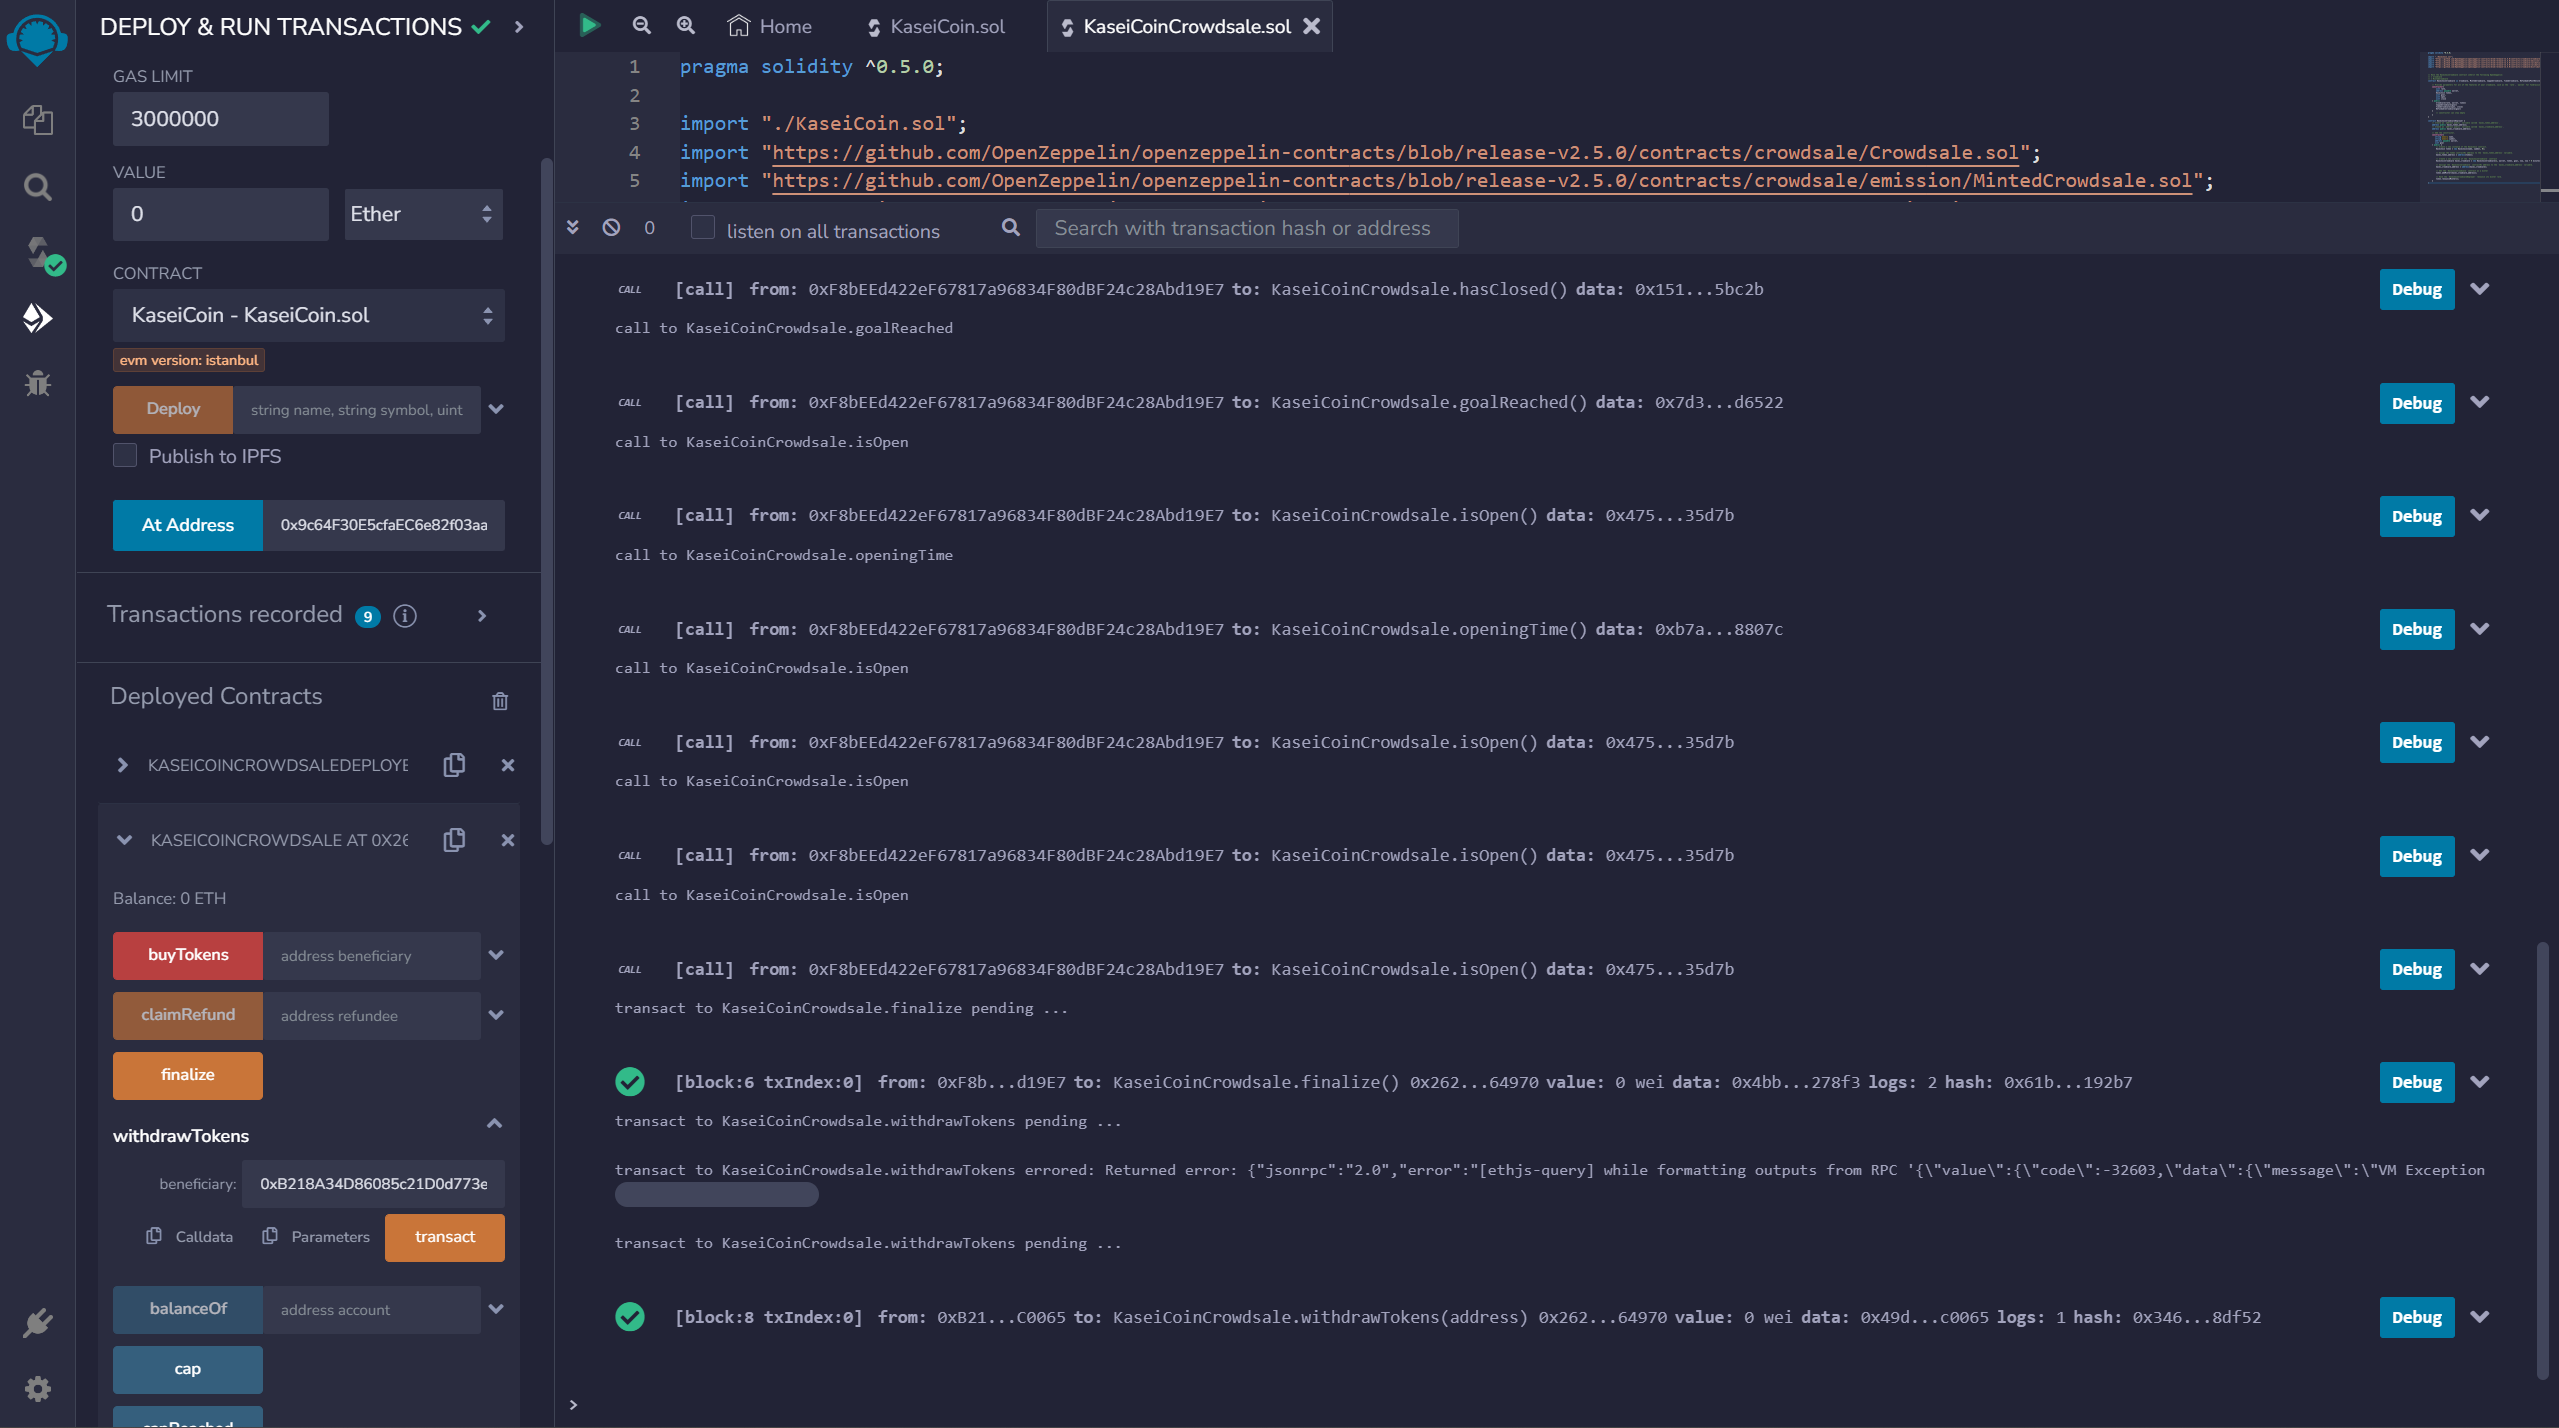 DEPLOY & RUN TRANSACTIONS
GAS LIMIT
3000000
VALUE
0
Ether
CONTRACT
KaseiCoin - KaseiCoin.sol
evm version: istanbul
Deploy
string name, string symbol, uint
Publish to IPFS
At Address
0x9c64F30E5cfaEC6e82f03aa
Transactions recorded 9
Deployed Contracts
KASEICOINCROWDSALEDEPLOYE
KASEICOINCROWDSALE AT 0X26
Balance: 0 ETH
buyTokens
address beneficiary
claimRefund
address refundee
finalize
withdrawTokens
beneficiary:
0xB218A34D86085c21D0d773e
Calldata
Parameters
transact
balanceOf
address account
cap
Home
KaseiCoin.sol
KaseiCoinCrowdsale.sol
1 pragma solidity ^0.5.0;
2
3 import "./KaseiCoin.sol";
4 import "https://github.com/OpenZeppelin/openzeppelin-contracts/blob/release-v2.5.0/contracts/crowdsale/Crowdsale.sol";
5 import "https://github.com/OpenZeppelin/openzeppelin-contracts/blob/release-v2.5.0/contracts/crowdsale/emission/MintedCrowdsale.sol";
0
listen on all transactions
Search with transaction hash or address
CALL [call] from: 0xF8bEEd422eF67817a96834F80dBF24c28Abd19E7 to: KaseiCoinCrowdsale.hasClosed() data: 0x151...5bc2b Debug
call to KaseiCoinCrowdsale.goalReached
CALL [call] from: 0xF8bEEd422eF67817a96834F80dBF24c28Abd19E7 to: KaseiCoinCrowdsale.goalReached() data: 0x7d3...d6522 Debug
call to KaseiCoinCrowdsale.isOpen
CALL [call] from: 0xF8bEEd422eF67817a96834F80dBF24c28Abd19E7 to: KaseiCoinCrowdsale.isOpen() data: 0x475...35d7b Debug
call to KaseiCoinCrowdsale.openingTime
CALL [call] from: 0xF8bEEd422eF67817a96834F80dBF24c28Abd19E7 to: KaseiCoinCrowdsale.openingTime() data: 0xb7a...8807c Debug
call to KaseiCoinCrowdsale.isOpen
CALL [call] from: 0xF8bEEd422eF67817a96834F80dBF24c28Abd19E7 to: KaseiCoinCrowdsale.isOpen() data: 0x475...35d7b Debug
call to KaseiCoinCrowdsale.isOpen
CALL [call] from: 0xF8bEEd422eF67817a96834F80dBF24c28Abd19E7 to: KaseiCoinCrowdsale.isOpen() data: 0x475...35d7b Debug
call to KaseiCoinCrowdsale.isOpen
CALL [call] from: 0xF8bEEd422eF67817a96834F80dBF24c28Abd19E7 to: KaseiCoinCrowdsale.isOpen() data: 0x475...35d7b Debug
transact to KaseiCoinCrowdsale.finalize pending ...
[block:6 txIndex:0] from: 0xF8b...d19E7 to: KaseiCoinCrowdsale.finalize() 0x262...64970 value: 0 wei data: 0x4bb...278f3 logs: 2 hash: 0x61b...192b7 Debug
transact to KaseiCoinCrowdsale.withdrawTokens pending ...
transact to KaseiCoinCrowdsale.withdrawTokens errored: Returned error: {"jsonrpc":"2.0","error":"[ethjs-query] while formatting outputs from RPC '{\"value\":{\"code\":-32603,\"data\":{\"message\":\"VM Exception
transact to KaseiCoinCrowdsale.withdrawTokens pending ...
[block:8 txIndex:0] from: 0xB21...C0065 to: KaseiCoinCrowdsale.withdrawTokens(address) 0x262...64970 value: 0 wei data: 0x49d...c0065 logs: 1 hash: 0x346...8df52 Debug
>